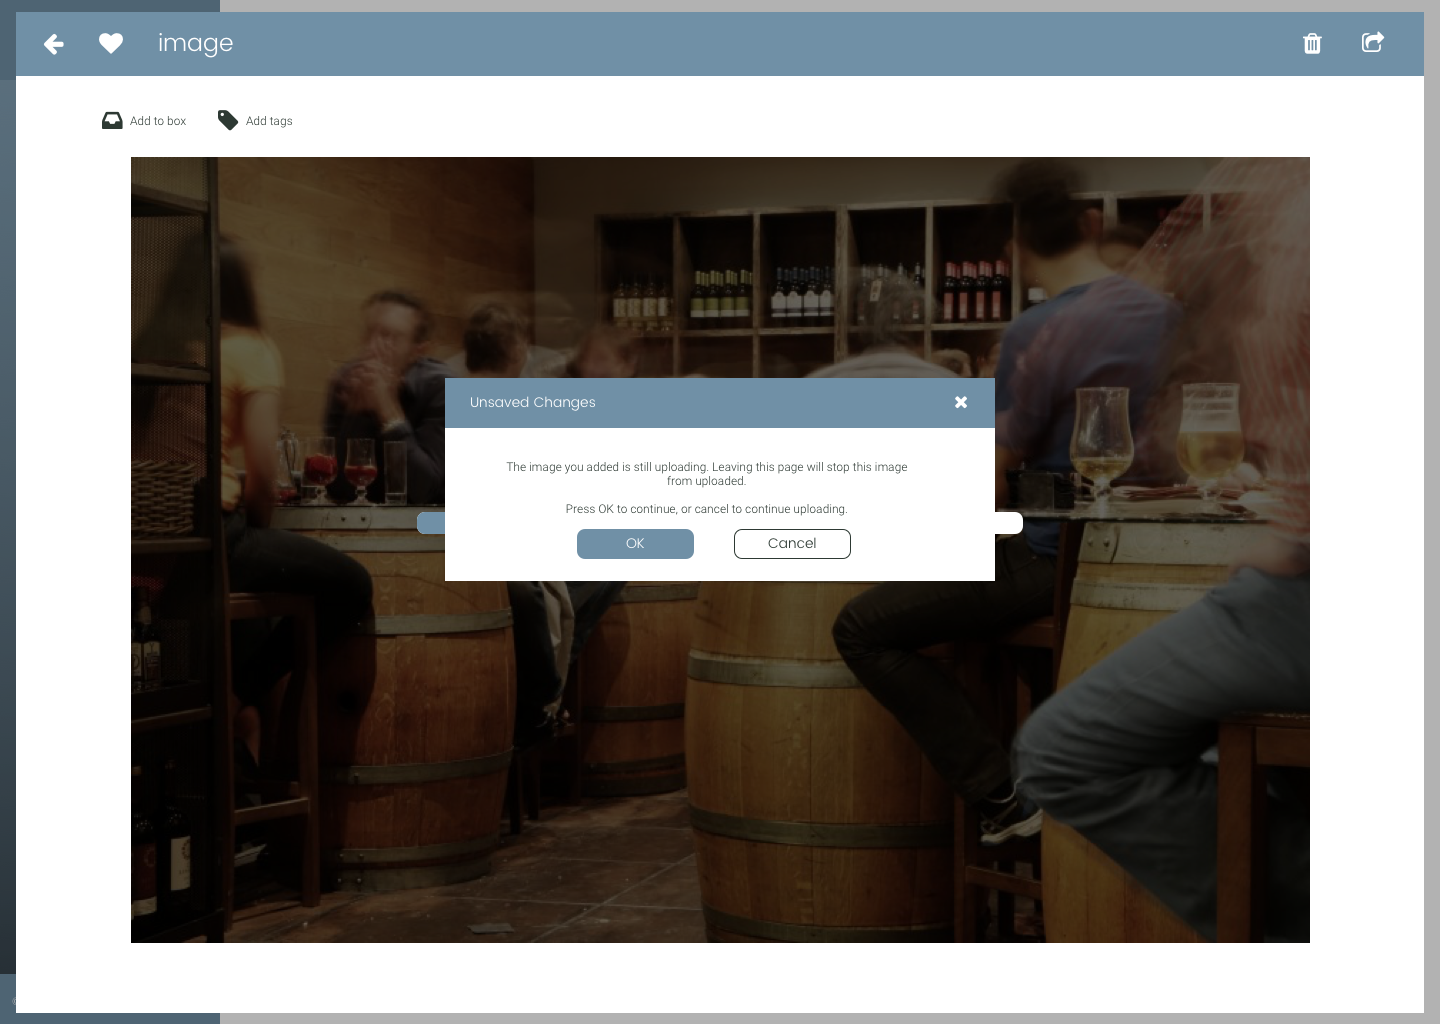 image
Add to box
Add tags
Unsaved Changes
The image you added is still uploading. Leaving this page will stop this image
from uploaded.
Press OK to continue, or cancel to continue uploading.
OK
Cancel